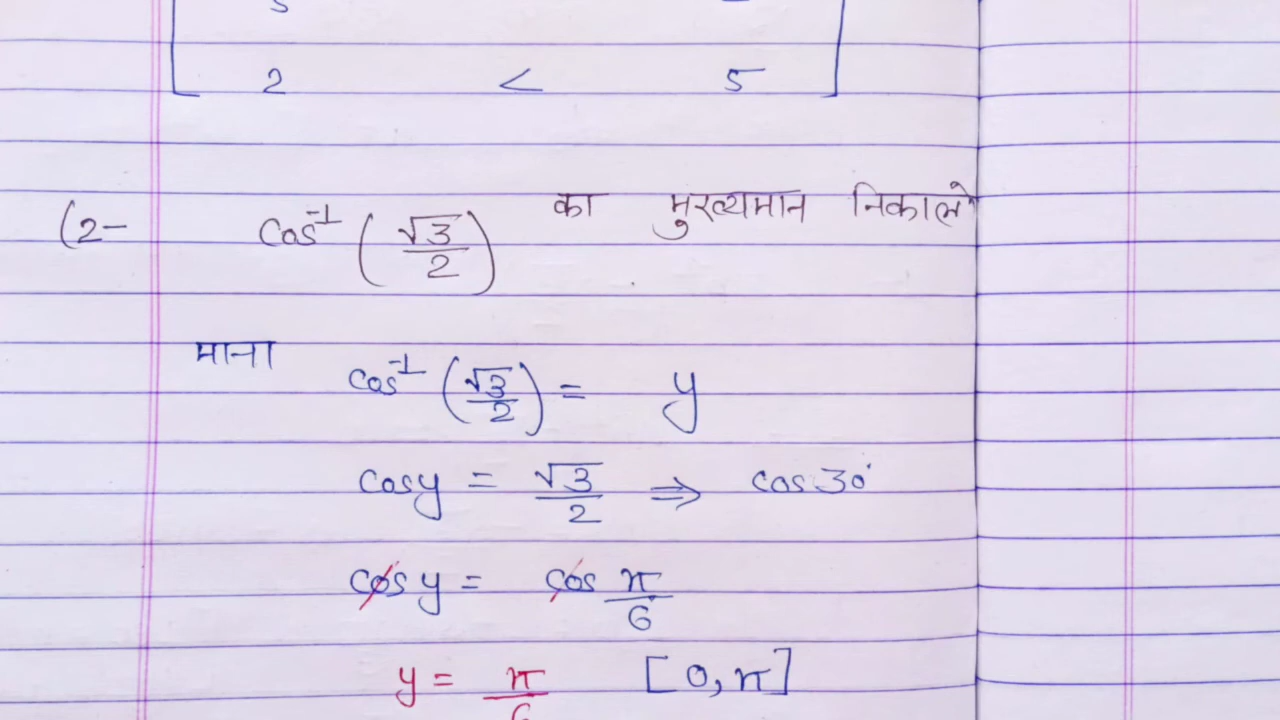 2 < 5
(2- cos⁻¹(√3/2) का मुख्यमान निकालो
माना cos⁻¹(√3/2) = y
cosy = √3/2 ⇒ cos 30°
cos y = cos π/6
y = π/6 [0, π]